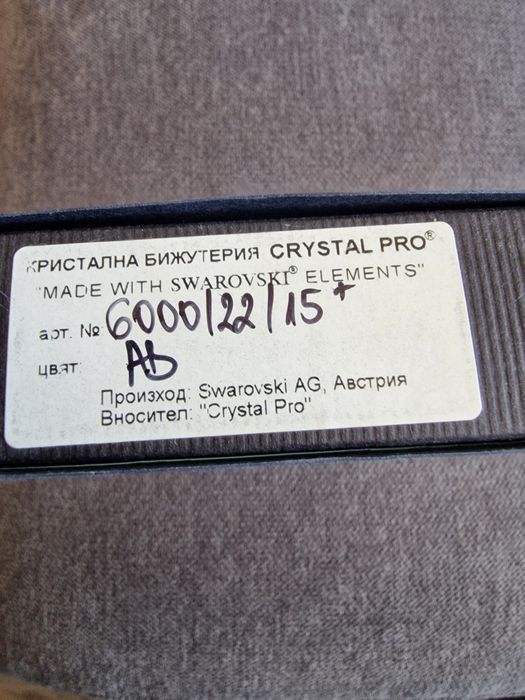 КРИСТАЛНА БИЖУТЕРИЯ CRYSTAL PRO®
"MADE WITH SWAROVSKI® ELEMENTS"
арт. № 6000/22/15+
цвят: AB
Произход: Swarovski AG, Австрия
Вносител: "Crystal Pro"